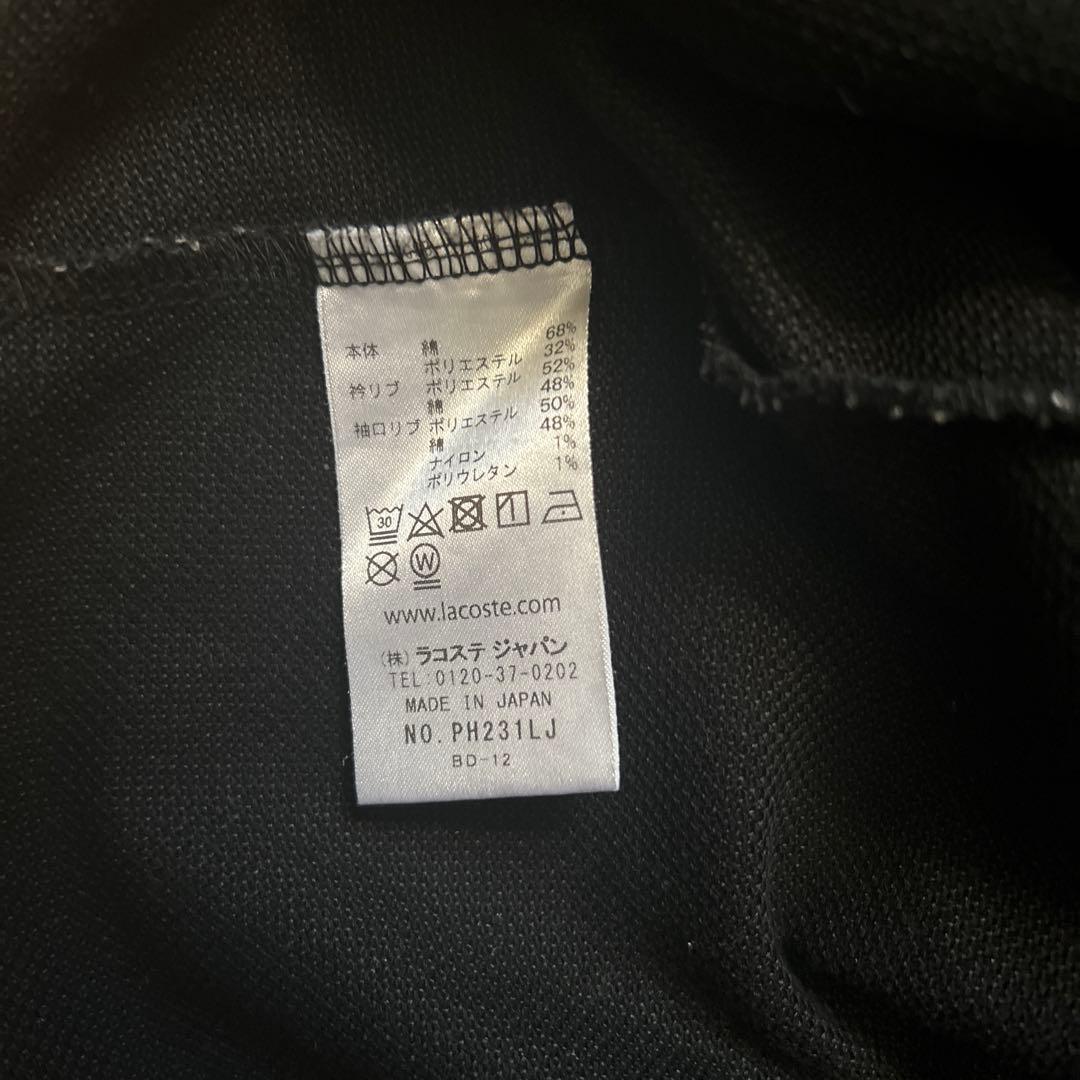 本体 綿 68%
ポリエステル 32%
衿リブ ポリエステル 52%
綿 48%
袖口リブ ポリエステル 50%
綿 48%
ナイロン 1%
ポリウレタン 1%
30
W
www.lacoste.com
(株) ラコステ ジャパン
TEL:0120-37-0202
MADE IN JAPAN
NO. PH231LJ
BD-12